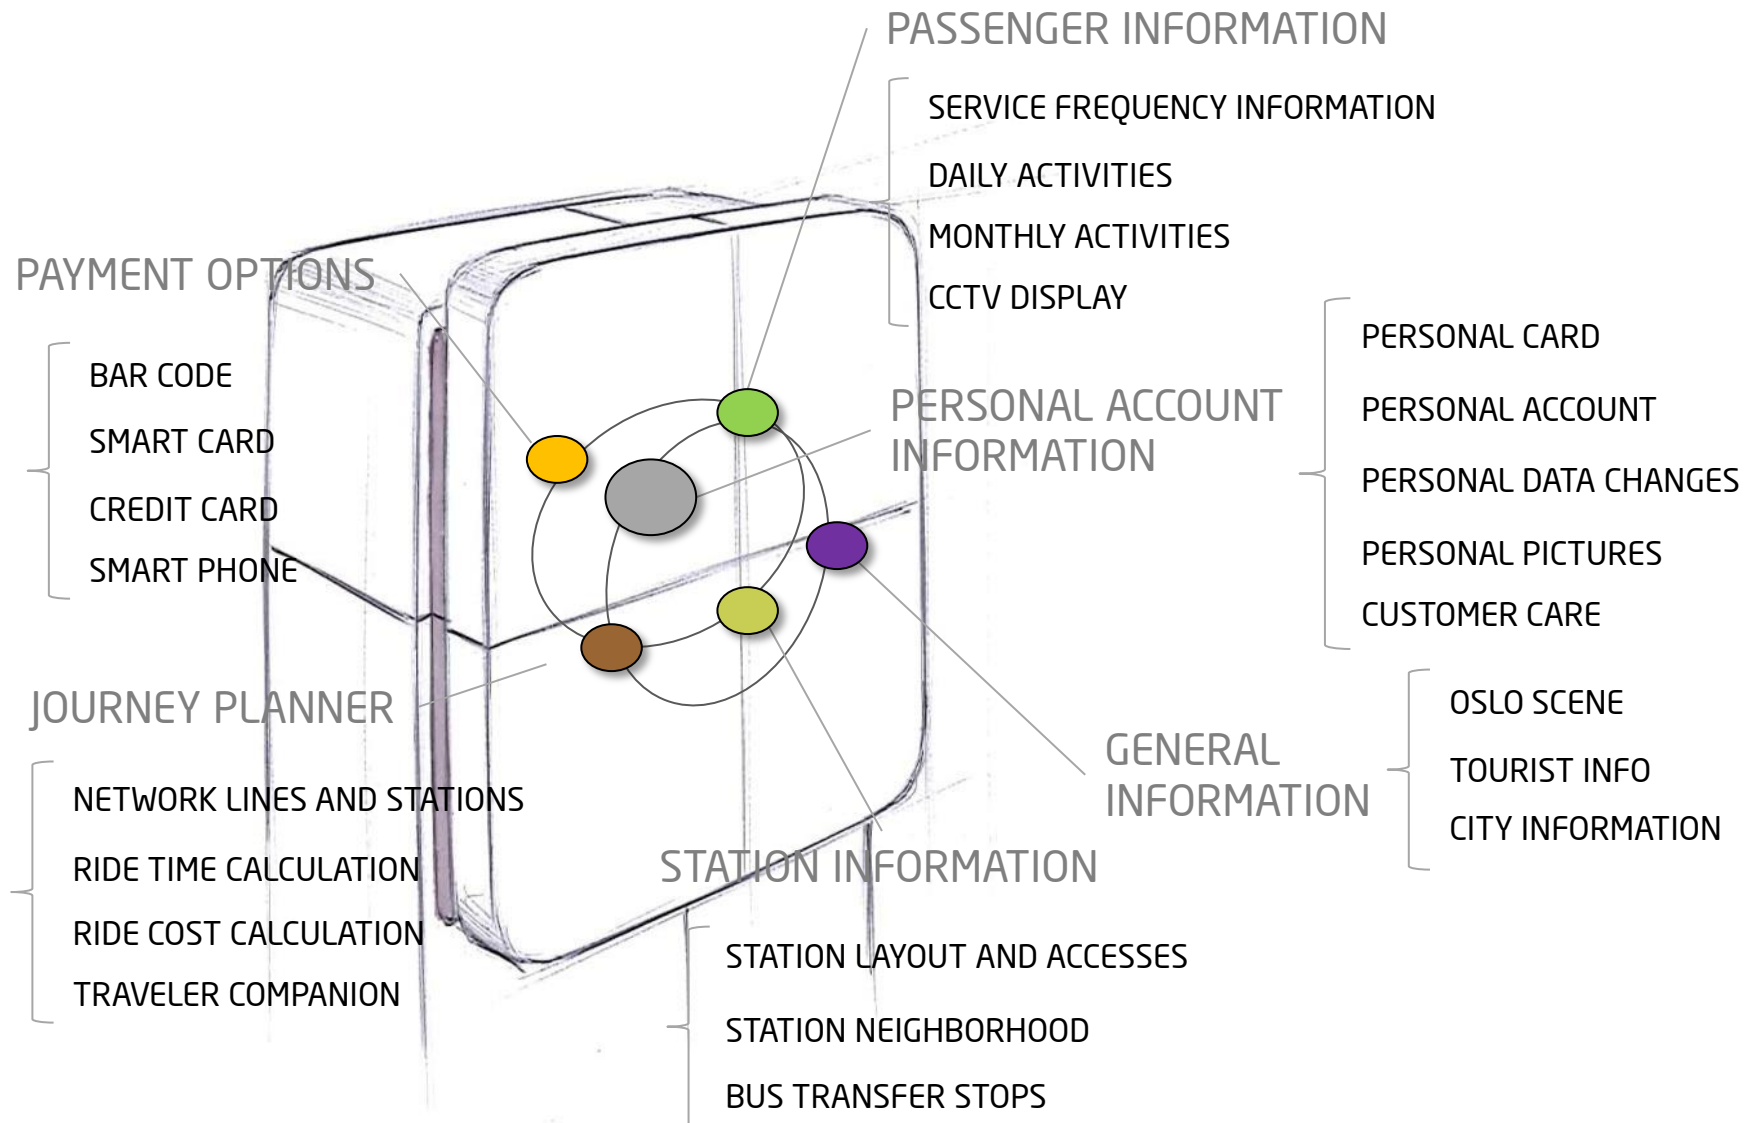 PASSENGER INFORMATION
SERVICE FREQUENCY INFORMATION
DAILY ACTIVITIES
MONTHLY ACTIVITIES
CCTV DISPLAY
PAYMENT OPTIONS
BAR CODE
SMART CARD
CREDIT CARD
SMART PHONE
PERSONAL ACCOUNT
INFORMATION
PERSONAL CARD
PERSONAL ACCOUNT
PERSONAL DATA CHANGES
PERSONAL PICTURES
CUSTOMER CARE
JOURNEY PLANNER
NETWORK LINES AND STATIONS
RIDE TIME CALCULATION
RIDE COST CALCULATION
TRAVELER COMPANION
GENERAL
INFORMATION
OSLO SCENE
TOURIST INFO
CITY INFORMATION
STATION INFORMATION
STATION LAYOUT AND ACCESSES
STATION NEIGHBORHOOD
BUS TRANSFER STOPS